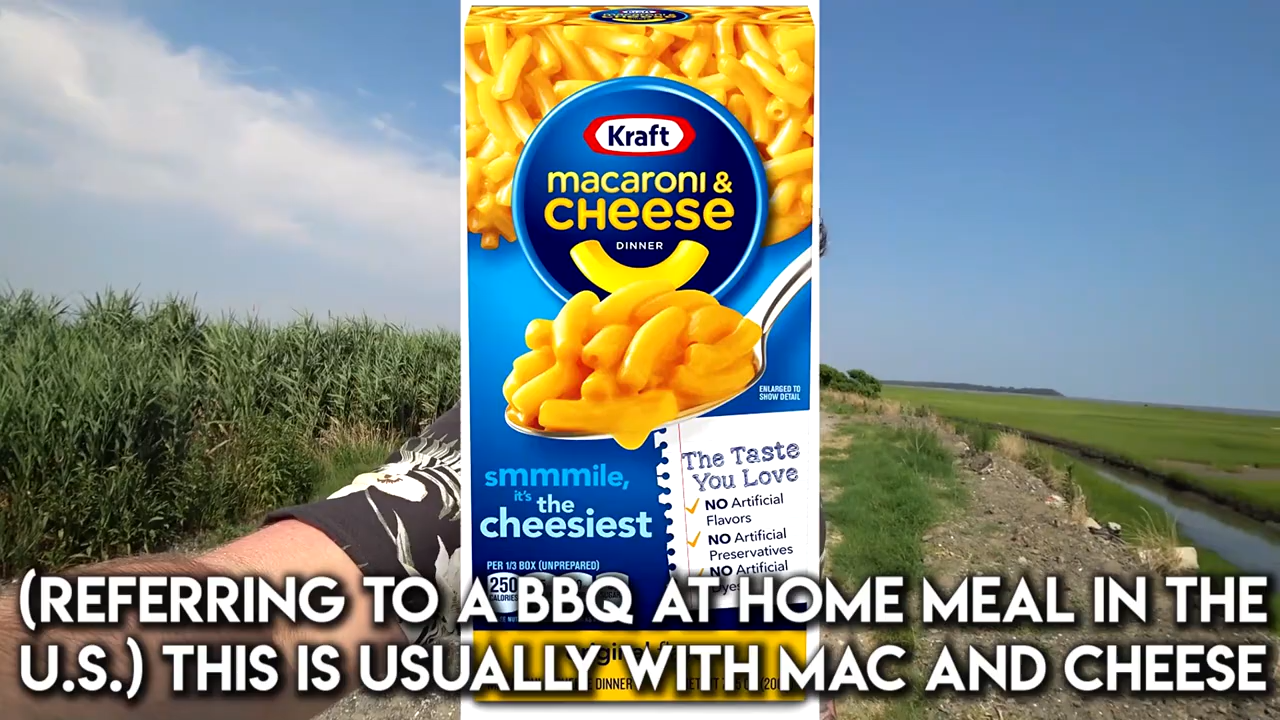 Kraft
macaroni &
CHEESE
DINNER
ENLARGED TO
SHOW DETAIL
The Taste
You Love
NO Artificial
Flavors
NO Artificial
Preservatives
NO Artificial
smmmile,
it's the
cheesiest
PER 1/3 BOX (UNPREPARED)
250
CALORIES
(REFERRING TO A BBQ AT HOME MEAL IN THE
U.S.) THIS IS USUALLY WITH MAC AND CHEESE